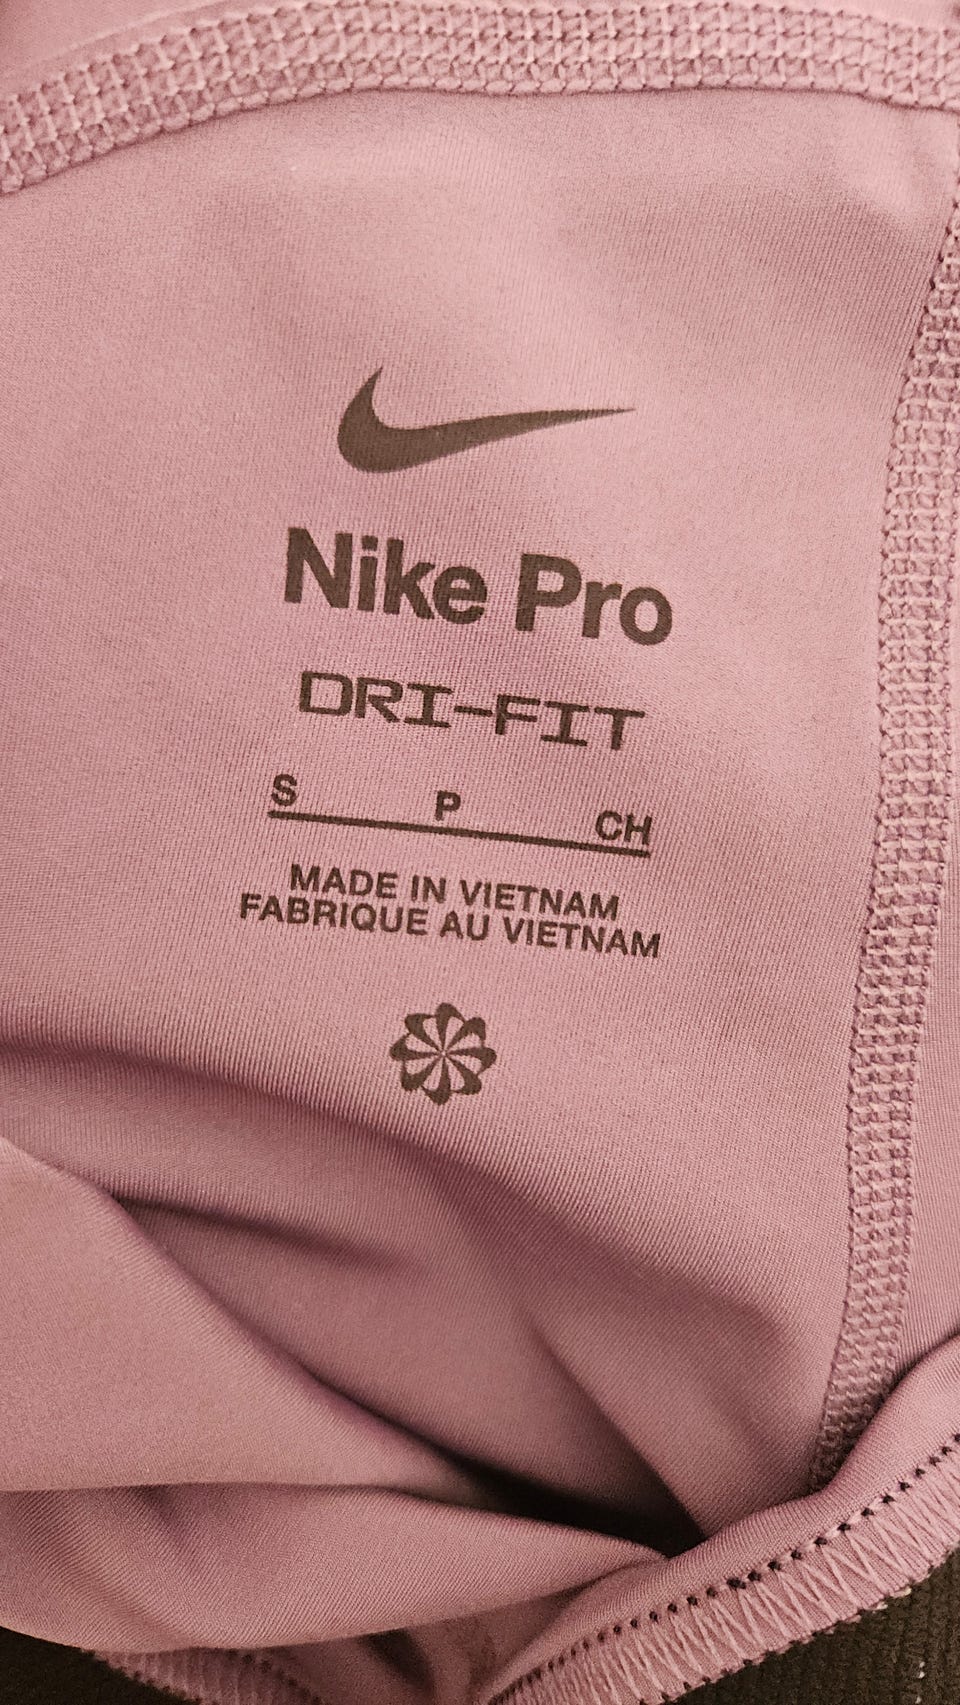 Nike Pro
DRI-FIT
S P CH
MADE IN VIETNAM
FABRIQUE AU VIETNAM